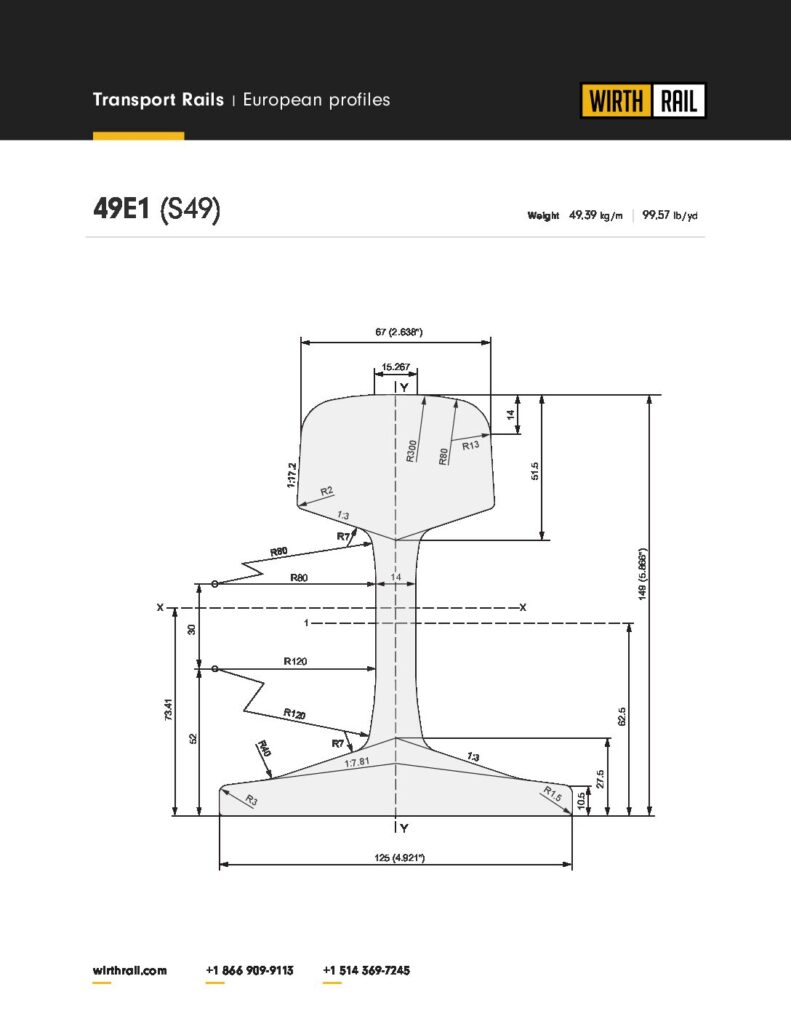 Transport Rails | European profiles
WIRTH RAIL
49E1 (S49)
Weight 49,39 kg/m | 99,57 lb/yd
67 (2.638")
15.267
Y
14
R300
R80
R13
51.5
1:17.2
R2
1:3
R7
R80
R80
14
149 (5.866")
X
X
1
30
R120
73.41
62.5
R120
52
R7
R40
1:3
1:7.81
27.5
R3
R1.5
10.5
Y
125 (4.921")
wirthrail.com
+1 866 909-9113
+1 514 369-7245